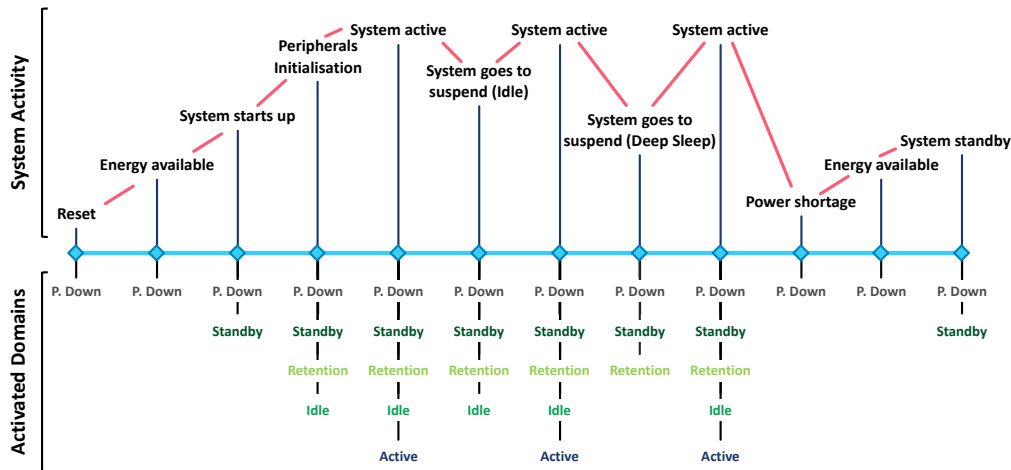 System Activity
System active
System active
System active
Peripherals
Initialisation
System goes to
suspend (Idle)
System starts up
System goes to
suspend (Deep Sleep)
System standby
Energy available
Energy available
Power shortage
Reset
Activated Domains
P. Down
P. Down
P. Down
P. Down
P. Down
P. Down
P. Down
P. Down
P. Down
P. Down
P. Down
P. Down
Standby
Standby
Standby
Standby
Standby
Standby
Standby
Standby
Retention
Retention
Retention
Retention
Retention
Retention
Idle
Idle
Idle
Idle
Idle
Active
Active
Active